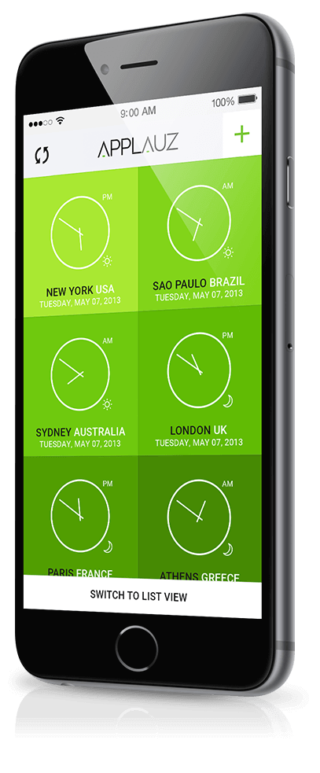 9:00 AM
100%
APPLAUZ
+
PM
AM
NEW YORK USA
TUESDAY, MAY 07, 2013
SAO PAULO BRAZIL
TUESDAY, MAY 07, 2013
AM
PM
SYDNEY AUSTRALIA
TUESDAY, MAY 07, 2013
LONDON UK
TUESDAY, MAY 07, 2013
PM
AM
PARIS FRANCE
ATHENS GREECE
SWITCH TO LIST VIEW